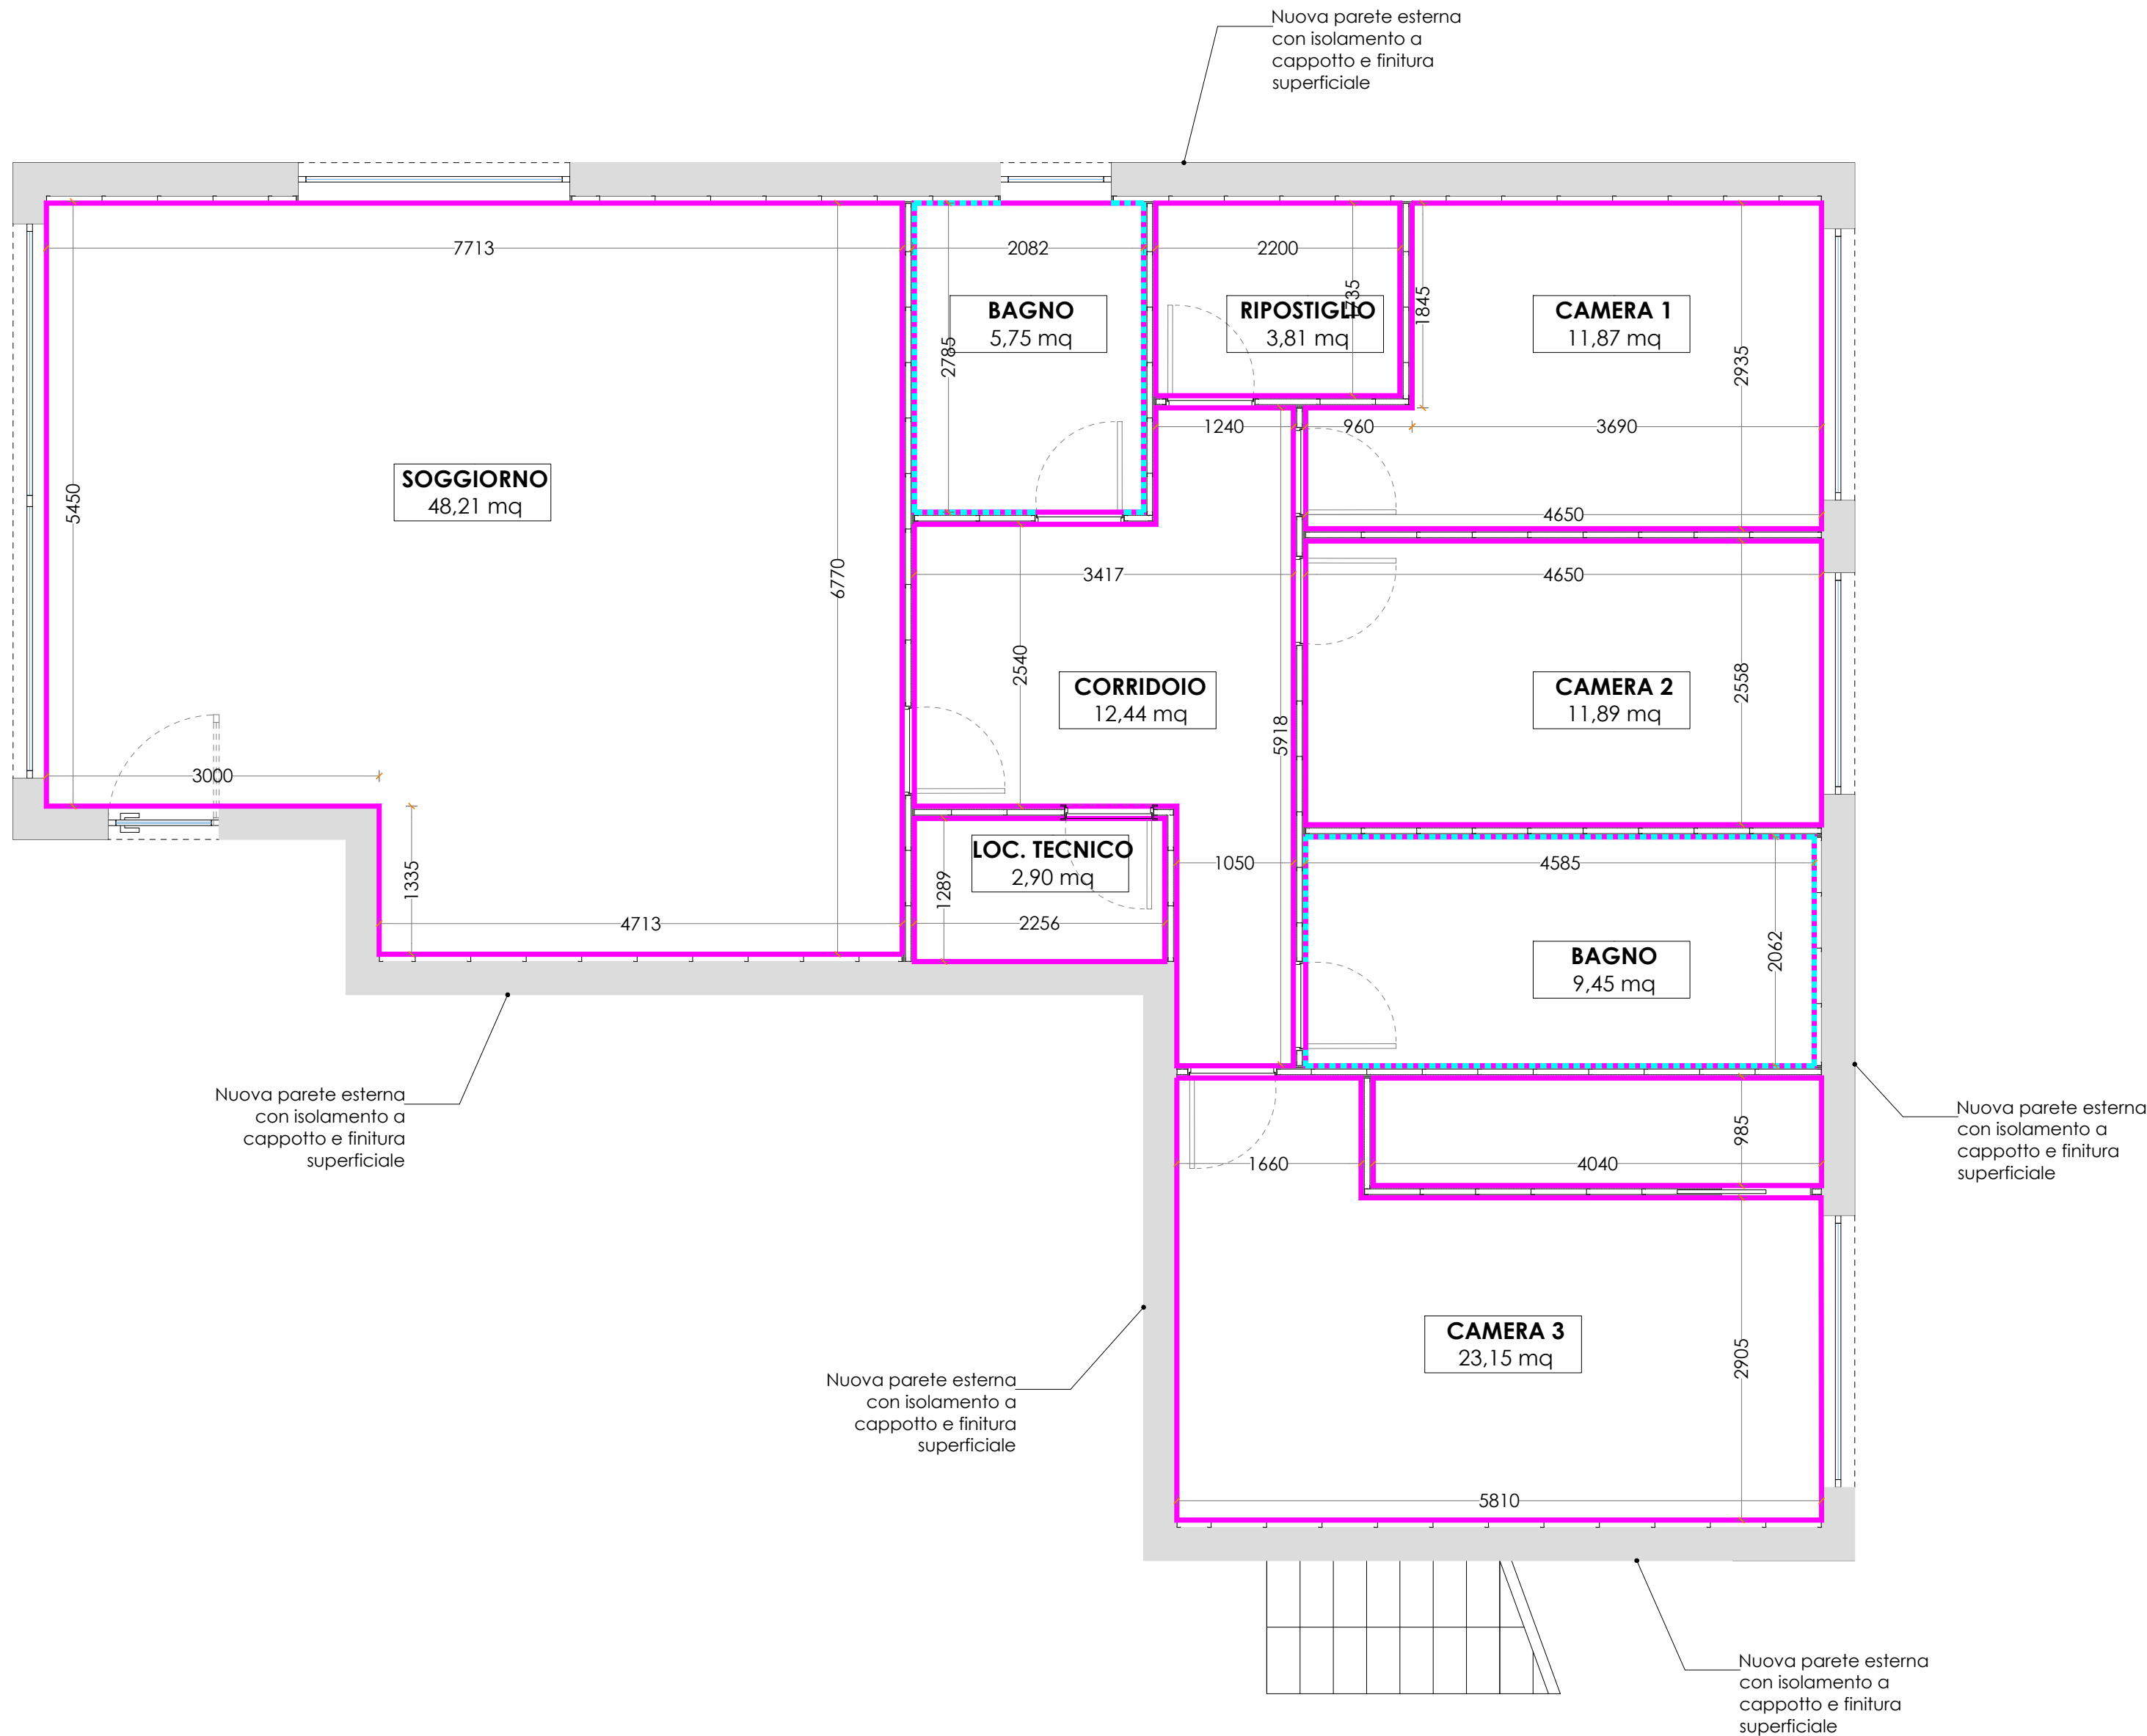 Nuova parete esterna
con isolamento a
cappotto e finitura
superficiale
7713
2082
2200
BAGNO
5,75 mq
RIPOSTIGLIO
3,81 mq
1735
1845
CAMERA 1
11,87 mq
2785
2935
1240
960
3690
SOGGIORNO
48,21 mq
5450
4650
6770
3417
4650
2540
CORRIDOIO
12,44 mq
CAMERA 2
11,89 mq
2558
5918
3000
LOC. TECNICO
2,90 mq
1335
1289
1050
4585
4713
2256
BAGNO
9,45 mq
2062
Nuova parete esterna
con isolamento a
cappotto e finitura
superficiale
985
1660
4040
Nuova parete esterna
con isolamento a
cappotto e finitura
superficiale
CAMERA 3
23,15 mq
2905
Nuova parete esterna
con isolamento a
cappotto e finitura
superficiale
5810
Nuova parete esterna
con isolamento a
cappotto e finitura
superficiale